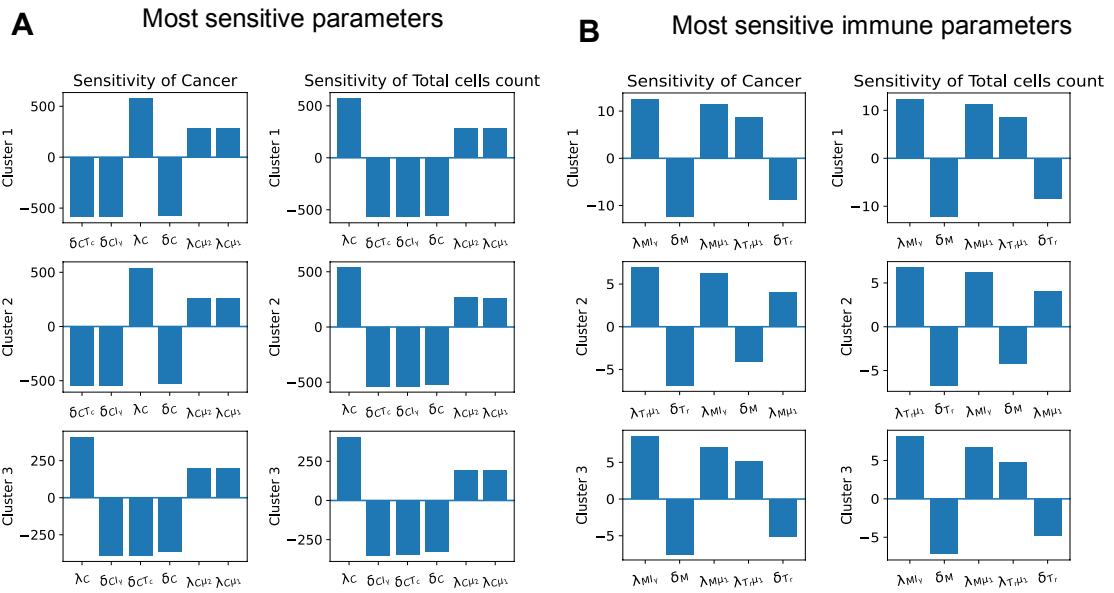 A
Most sensitive parameters
Sensitivity of Cancer
Cluster 1
500
0
−500
δCTc δCIγ λC δC λCμ2 λCμ1
Sensitivity of Total cells count
Cluster 1
500
0
−500
λC δCTc δCIγ δC λCμ2 λCμ1
Cluster 2
500
0
−500
δCTc δCIγ λC δC λCμ2 λCμ1
Cluster 2
500
0
−500
λC δCTc δCIγ δC λCμ2 λCμ1
Cluster 3
250
0
−250
λC δCIγ δCTc δC λCμ2 λCμ1
Cluster 3
250
0
−250
λC δCIγ δCTc δC λCμ2 λCμ1
B
Most sensitive immune parameters
Sensitivity of Cancer
Cluster 1
10
0
−10
λMIγ δM λMμ1 λTrμ1 δTr
Sensitivity of Total cells count
Cluster 1
10
0
−10
λMIγ δM λMμ1 λTrμ1 δTr
Cluster 2
5
0
−5
λTrμ1 δTr λMIγ δM λMμ1
Cluster 2
5
0
−5
λTrμ1 δTr λMIγ δM λMμ1
Cluster 3
5
0
−5
λMIγ δM λMμ1 λTrμ1 δTr
Cluster 3
5
0
−5
λMIγ δM λMμ1 λTrμ1 δTr